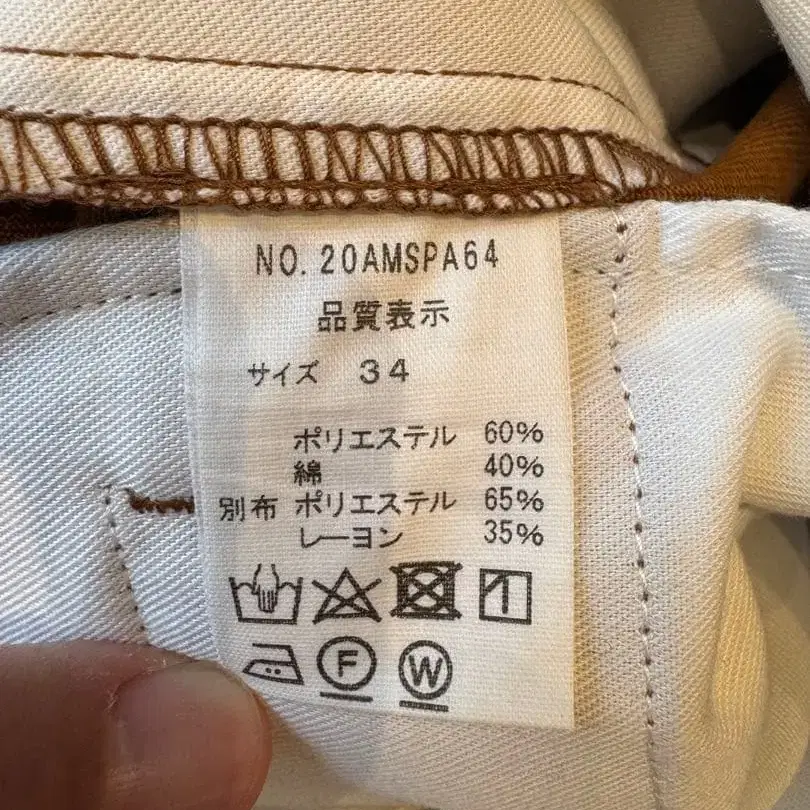 NO. 20AMSPA64
品質表示
サイズ 34
ポリエステル 60%
綿 40%
別布 ポリエステル 65%
レーヨン 35%
F W